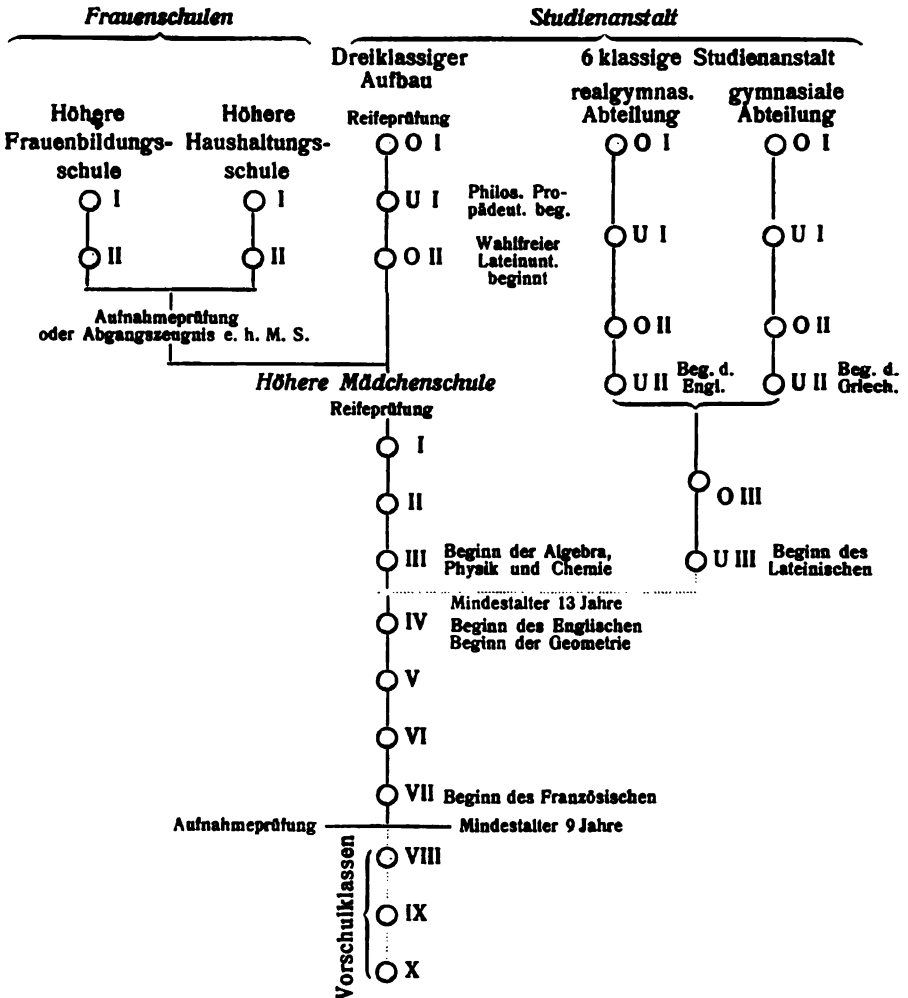 Frauenschulen
Studienanstalt
Höhere
Frauenbildungs-
schule
I
II
Höhere
Haushaltungs-
schule
I
II
Aufnahmeprüfung
oder Abgangszeugnis e. h. M. S.
Dreiklassiger
Aufbau
Reifeprüfung
O I
U I
Philos. Pro-
pädeut. beg.
O II
Wahlfreier
Lateinunt.
beginnt
6 klassige Studienanstalt
realgymnas.
Abteilung
O I
U I
O II
U II
Beg. d.
Engl.
gymnasiale
Abteilung
O I
U I
O II
U II
Beg. d.
Griech.
O III
U III
Beginn des
Lateinischen
Höhere Mädchenschule
Reifeprüfung
I
II
III
Beginn der Algebra,
Physik und Chemie
Mindestalter 13 Jahre
IV
Beginn des Englischen
Beginn der Geometrie
V
VI
VII Beginn des Französischen
Aufnahmeprüfung
Mindestalter 9 Jahre
Vorschulklassen
VIII
IX
X